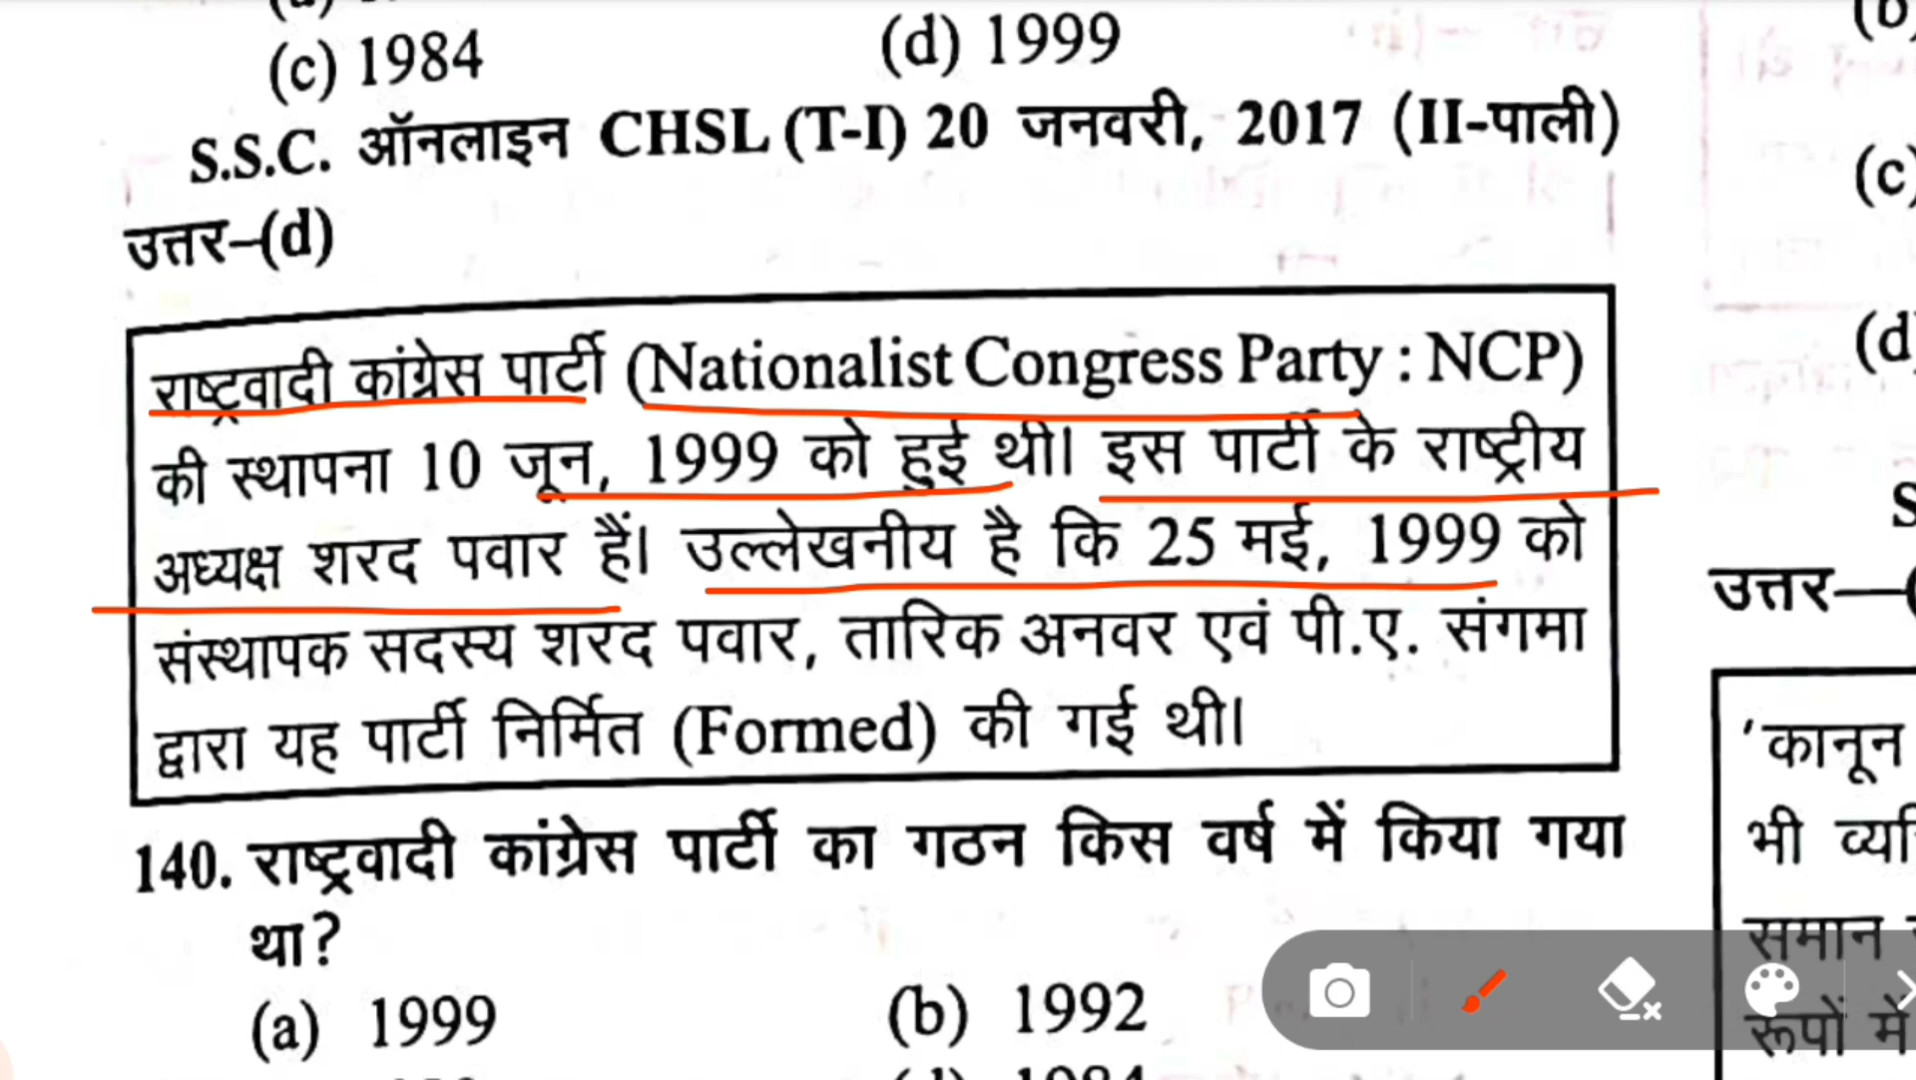 (c) 1984 (d) 1999
S.S.C. ऑनलाइन CHSL (T-I) 20 जनवरी, 2017 (II-पाली)
उत्तर–(d)
राष्ट्रवादी कांग्रेस पार्टी (Nationalist Congress Party : NCP)
की स्थापना 10 जून, 1999 को हुई थी। इस पार्टी के राष्ट्रीय
अध्यक्ष शरद पवार हैं। उल्लेखनीय है कि 25 मई, 1999 को
संस्थापक सदस्य शरद पवार, तारिक अनवर एवं पी.ए. संगमा
द्वारा यह पार्टी निर्मित (Formed) की गई थी।
140. राष्ट्रवादी कांग्रेस पार्टी का गठन किस वर्ष में किया गया
था?
(a) 1999 (b) 1992
(c)
(d)
उत्तर—
'कानून
भी
समान
रूपों में